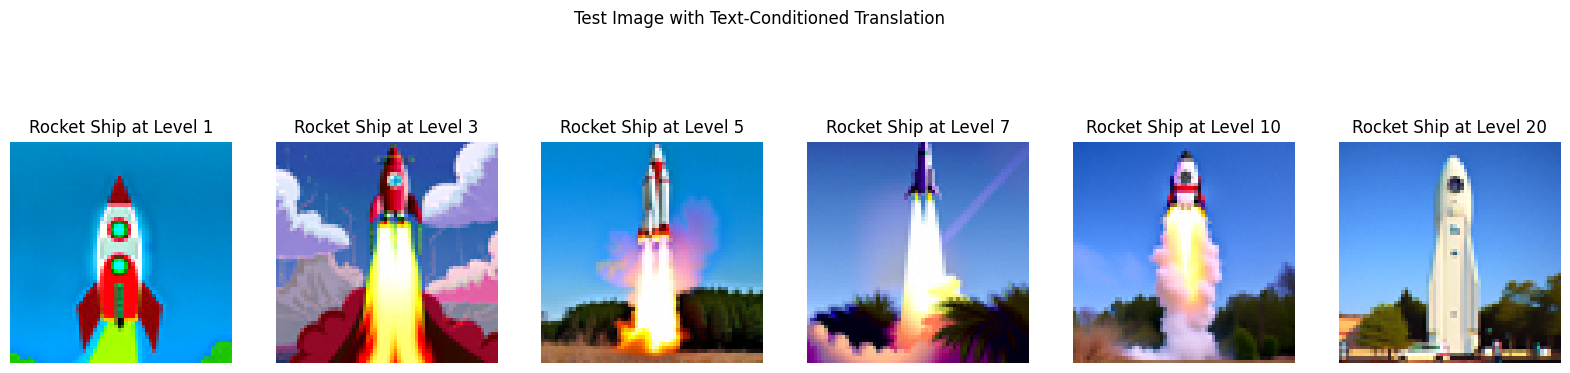 Test Image with Text-Conditioned Translation
Rocket Ship at Level 1
Rocket Ship at Level 3
Rocket Ship at Level 5
Rocket Ship at Level 7
Rocket Ship at Level 10
Rocket Ship at Level 20